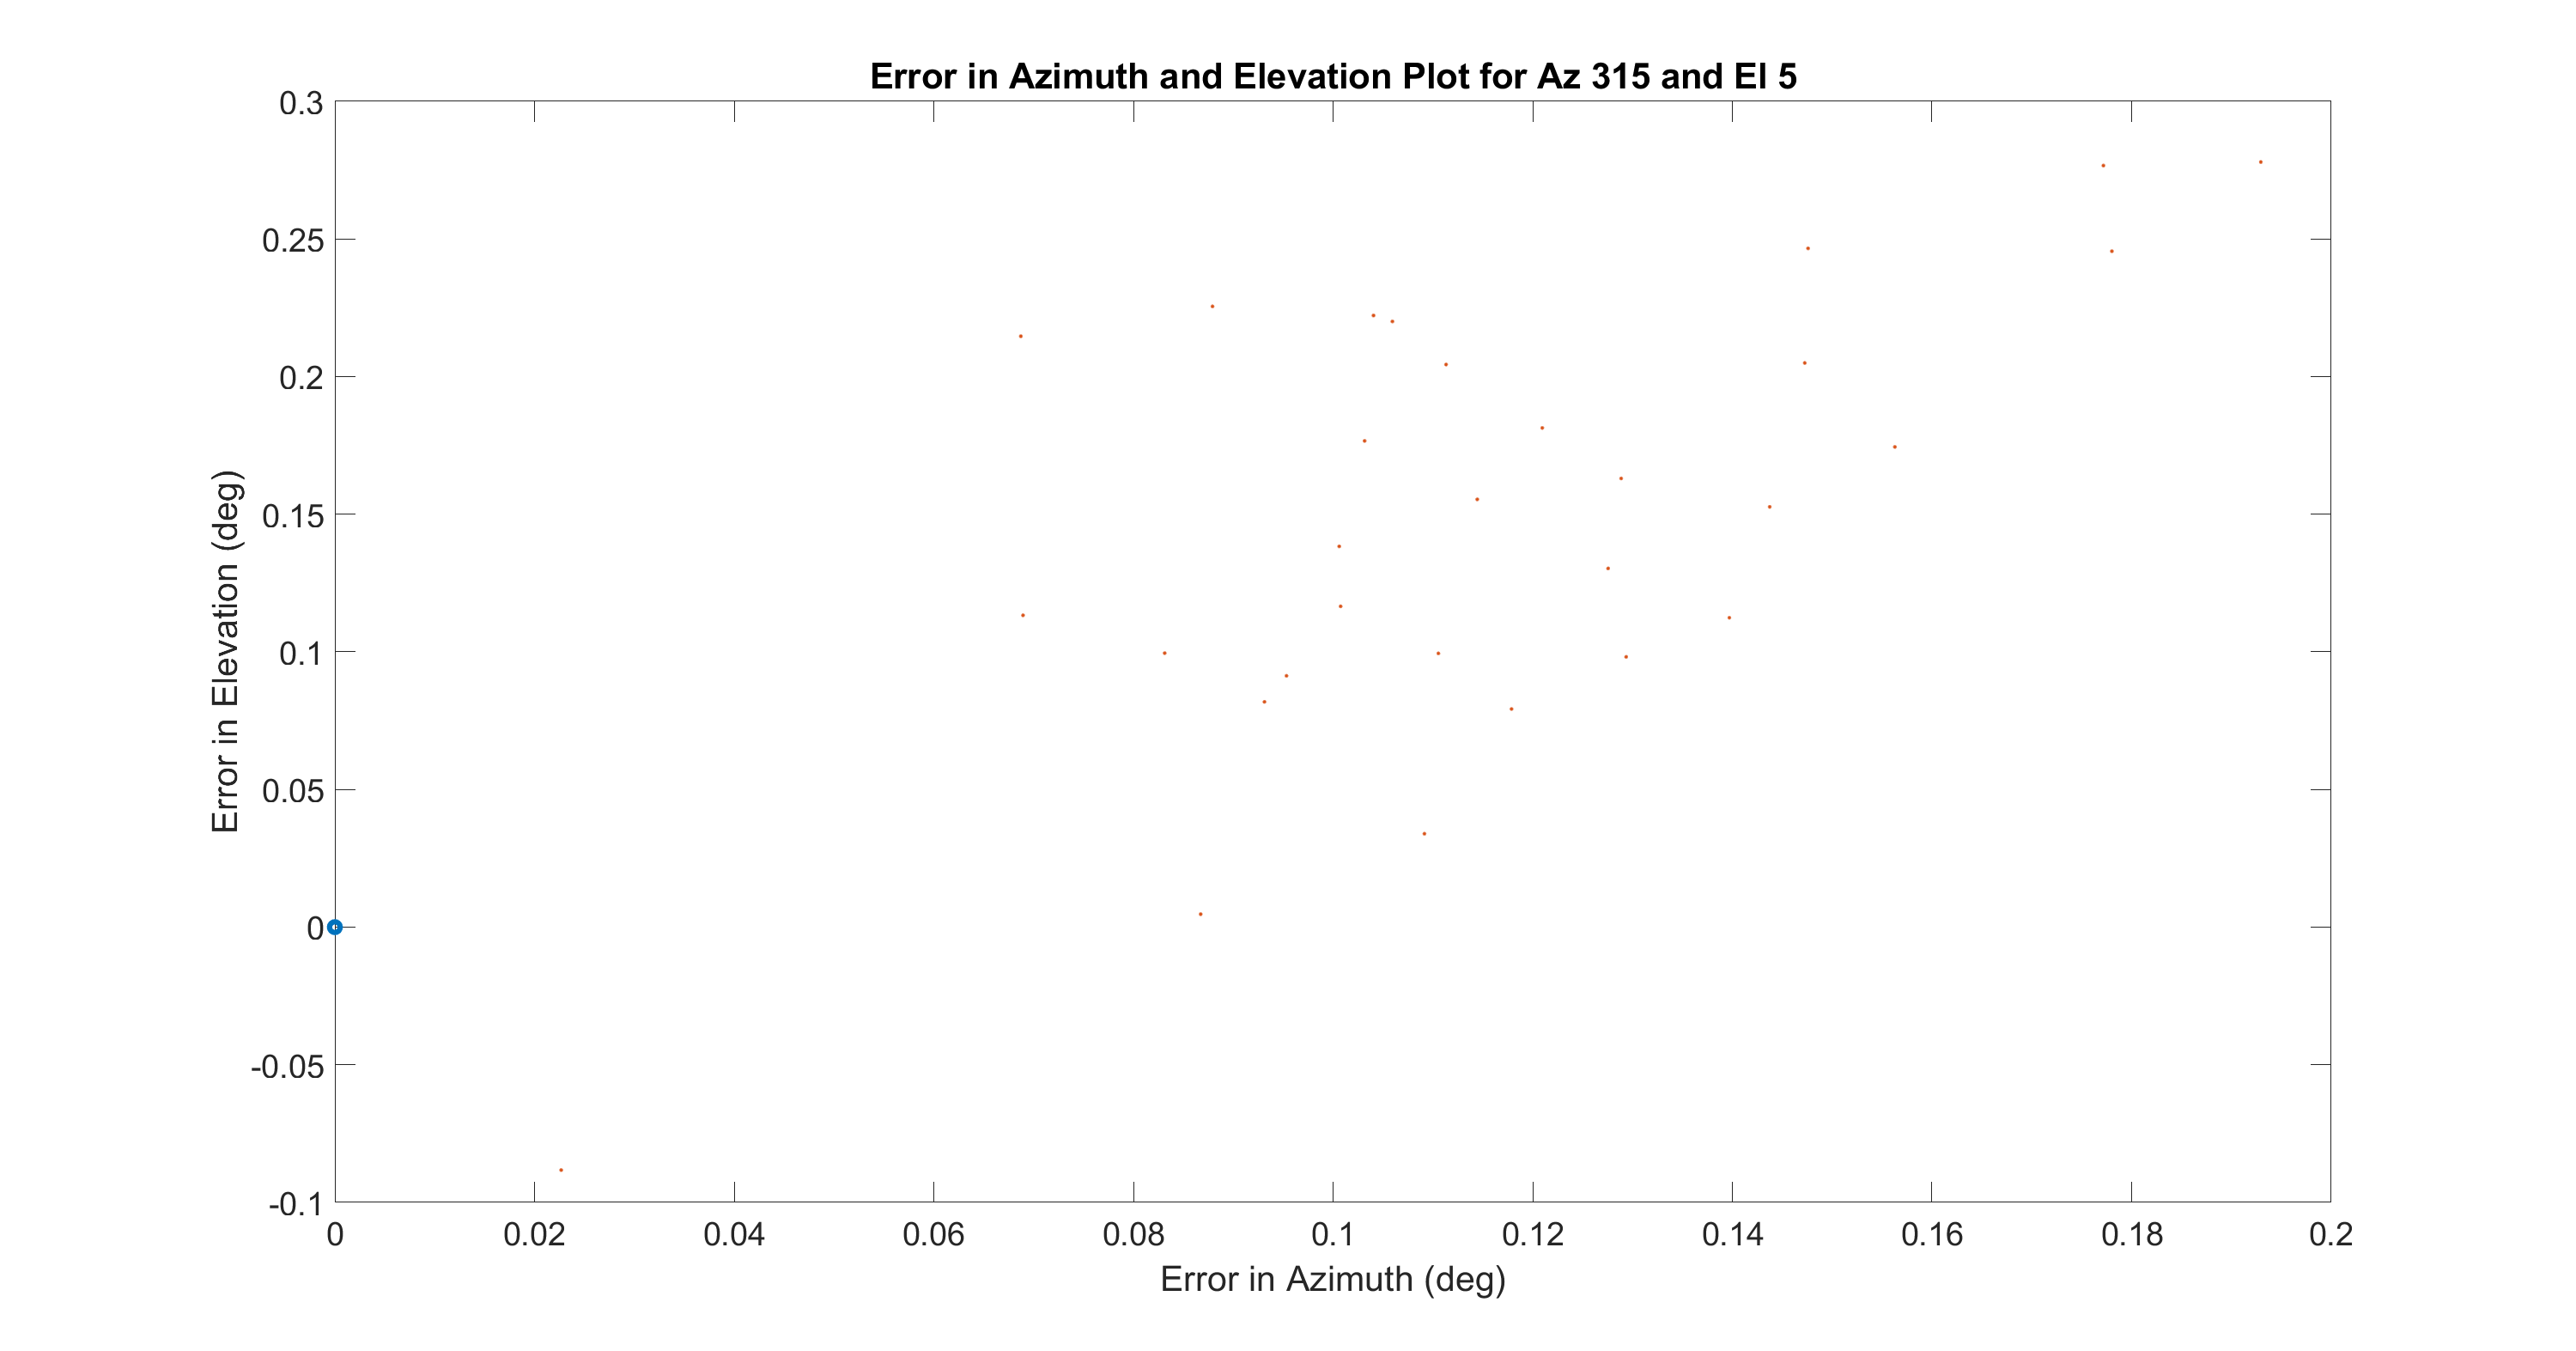 Error in Azimuth and Elevation Plot for Az 315 and El 5
0.3
0.25
0.2
0.15
0.1
0.05
0
-0.05
-0.1
Error in Elevation (deg)
0 0.02 0.04 0.06 0.08 0.1 0.12 0.14 0.16 0.18 0.2
Error in Azimuth (deg)